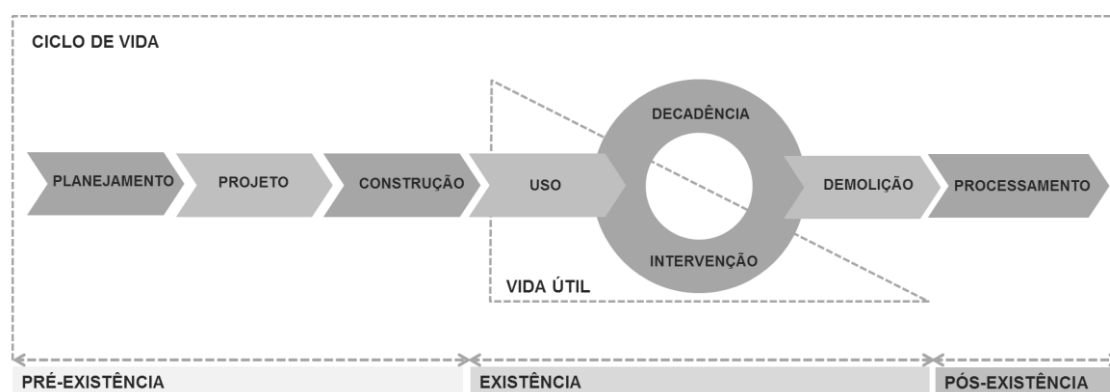 CICLO DE VIDA
DECADÊNCIA
PLANEJAMENTO
PROJETO
CONSTRUÇÃO
USO
DEMOLIÇÃO
PROCESSAMENTO
INTERVENÇÃO
VIDA ÚTIL
PRÉ-EXISTÊNCIA
EXISTÊNCIA
PÓS-EXISTÊNCIA